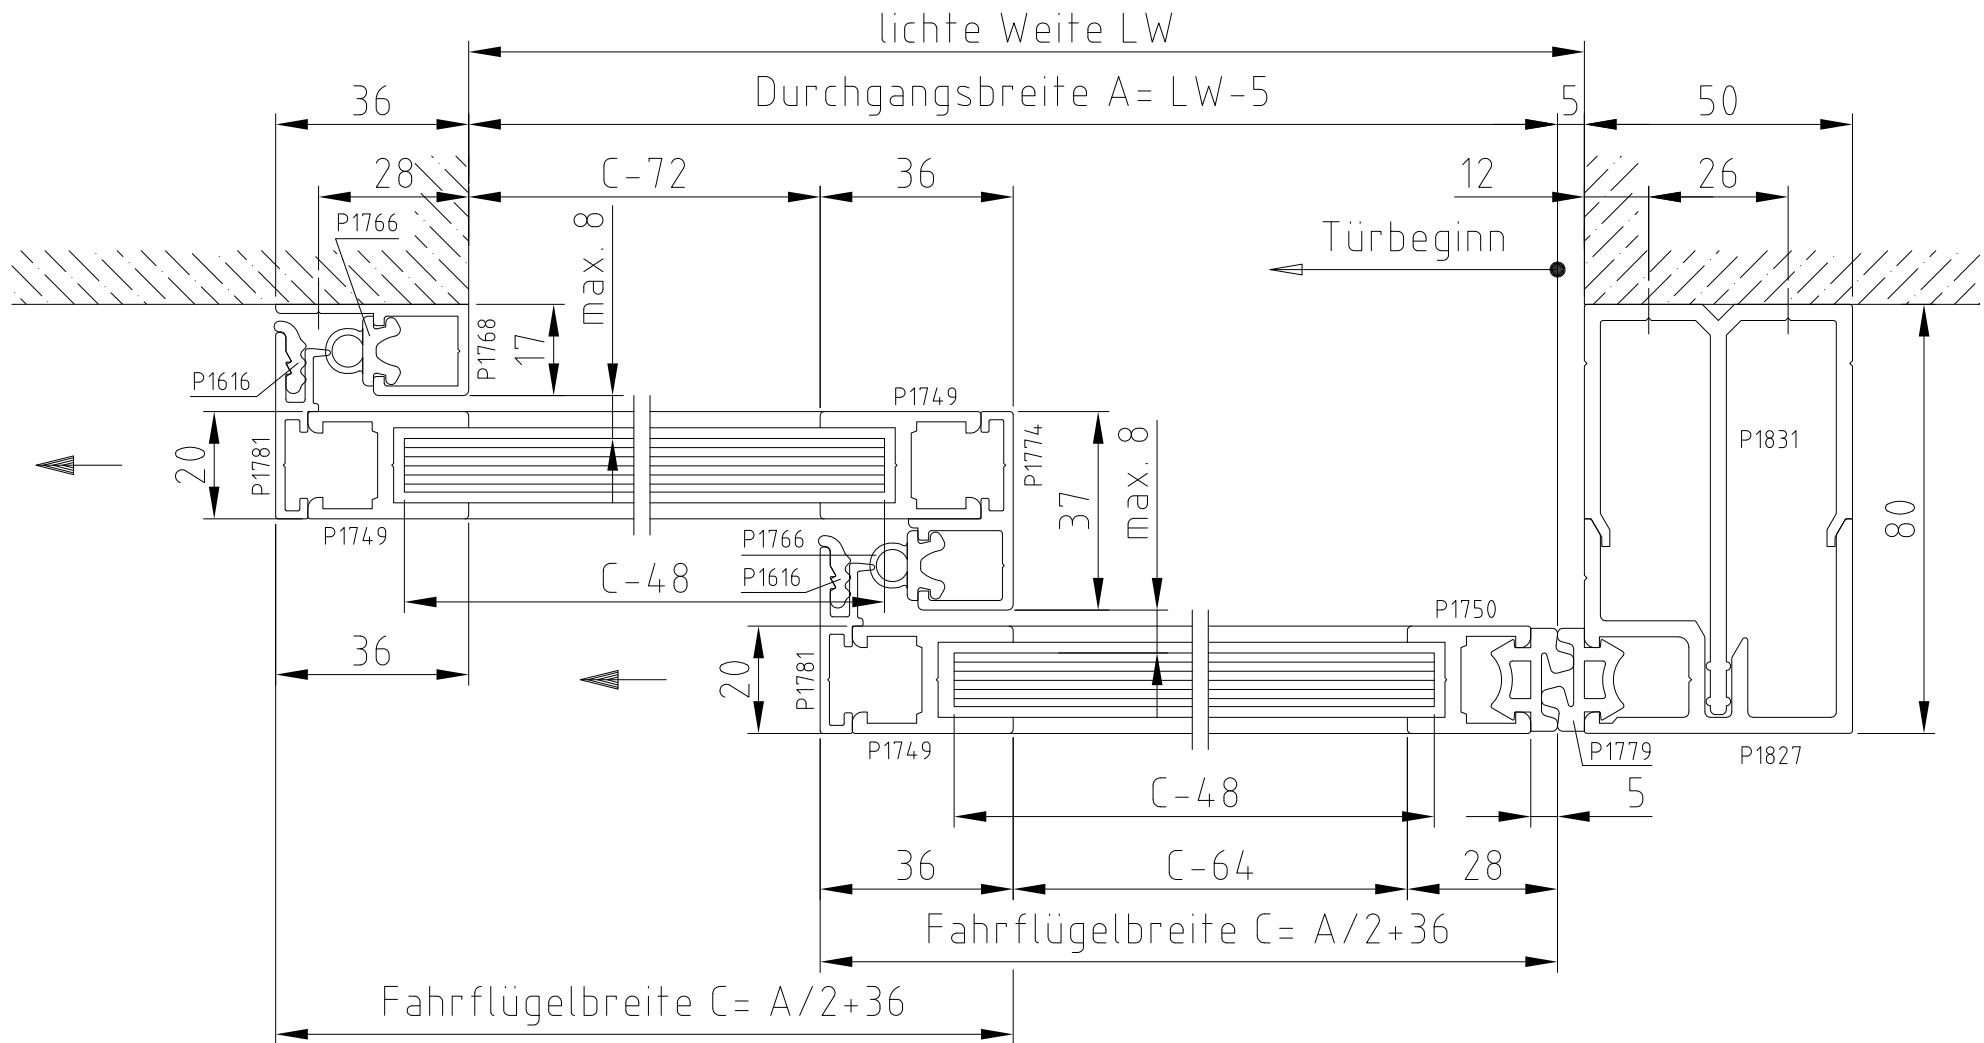 lichte Weite LW
Durchgangsbreite A= LW-5
36
5
50
28
C-72
36
12
26
P1766
max. 8
Türbeginn
P1768
17
P1616
P1749
20
P1781
P1774
37
max. 8
P1831
80
P1749
P1766
P1616
C-48
36
P1750
20
P1781
P1749
P1779
P1827
C-48
5
36
C-64
28
Fahrflügelbreite C= A/2+36
Fahrflügelbreite C= A/2+36